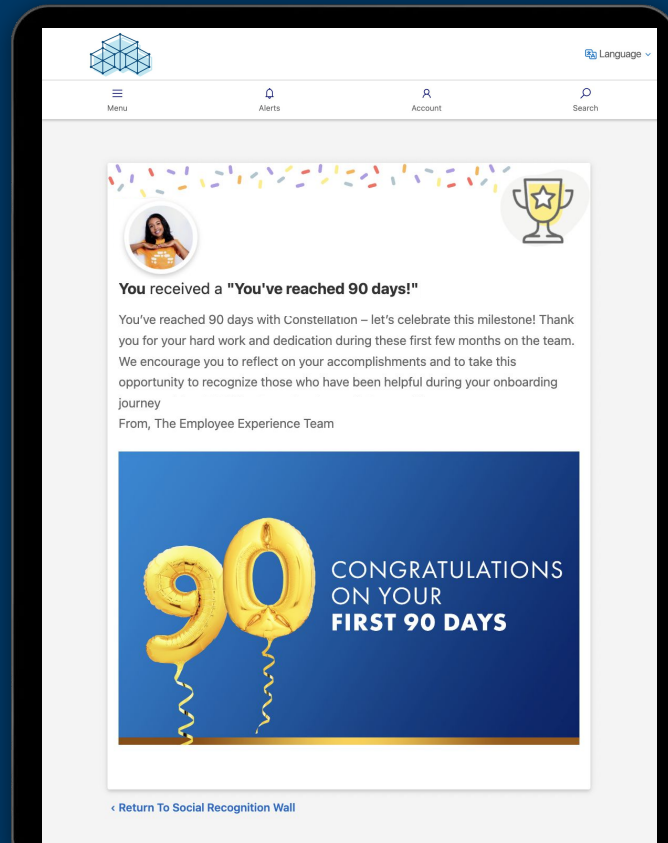 Language
Menu
Alerts
Account
Search
You received a "You've reached 90 days!"
You've reached 90 days with Constellation – let's celebrate this milestone! Thank
you for your hard work and dedication during these first few months on the team.
We encourage you to reflect on your accomplishments and to take this
opportunity to recognize those who have been helpful during your onboarding
journey
From, The Employee Experience Team
90
CONGRATULATIONS
ON YOUR
FIRST 90 DAYS
‹ Return To Social Recognition Wall